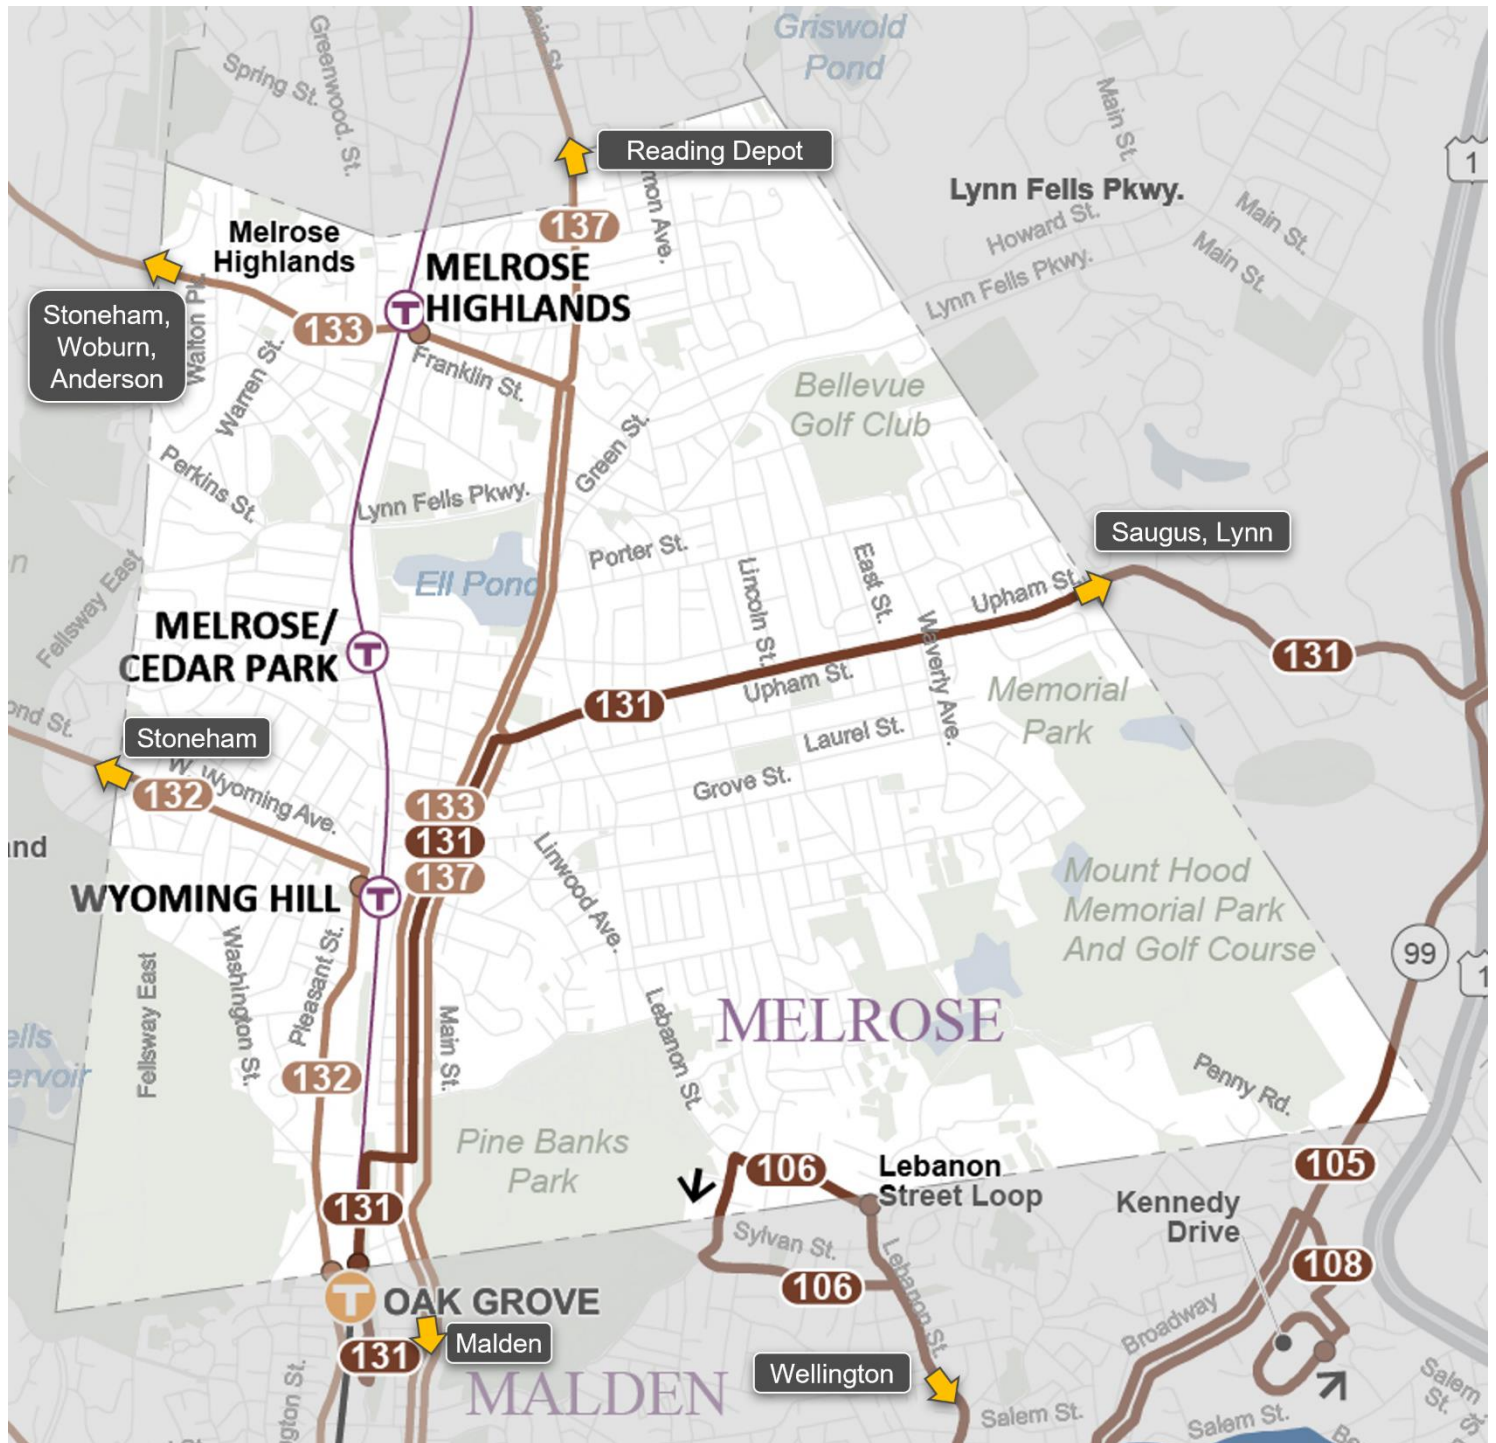 Griswold
Pond
Greenwood. St.
Spring St.
Main St.
Main St.
1
Reading Depot
Lynn Fells Pkwy.
Main St.
Howard St.
Main St.
Lynn Fells Pkwy.
137
Melrose
Highlands
MELROSE
HIGHLANDS
T
133
Stoneham,
Woburn,
Anderson
Walton Pk.
Warren St.
Franklin St.
Bellevue
Golf Club
Green St.
Perkins St.
Lynn Fells Pkwy.
Saugus, Lynn
Porter St.
Ell Pond
Lincoln St.
East St.
Upham St.
Fellsway East
MELROSE/
CEDAR PARK
T
Waverly Ave.
131
131
Upham St.
Memorial
Park
Stoneham
Laurel St.
Grove St.
W. Wyoming Ave.
132
133
131
137
Linwood Ave.
Mount Hood
Memorial Park
And Golf Course
WYOMING HILL
T
99
1
Washington St.
Pleasant St.
Fellsway East
Main St.
Lebanon St.
MELROSE
132
Penny Rd.
Pine Banks
Park
106
Lebanon
Street Loop
105
Kennedy
Drive
131
Sylvan St.
106
Lebanon St.
108
T
OAK GROVE
Broadway
131
Malden
MALDEN
Wellington
Salem St.
Salem St.
Salem
St.